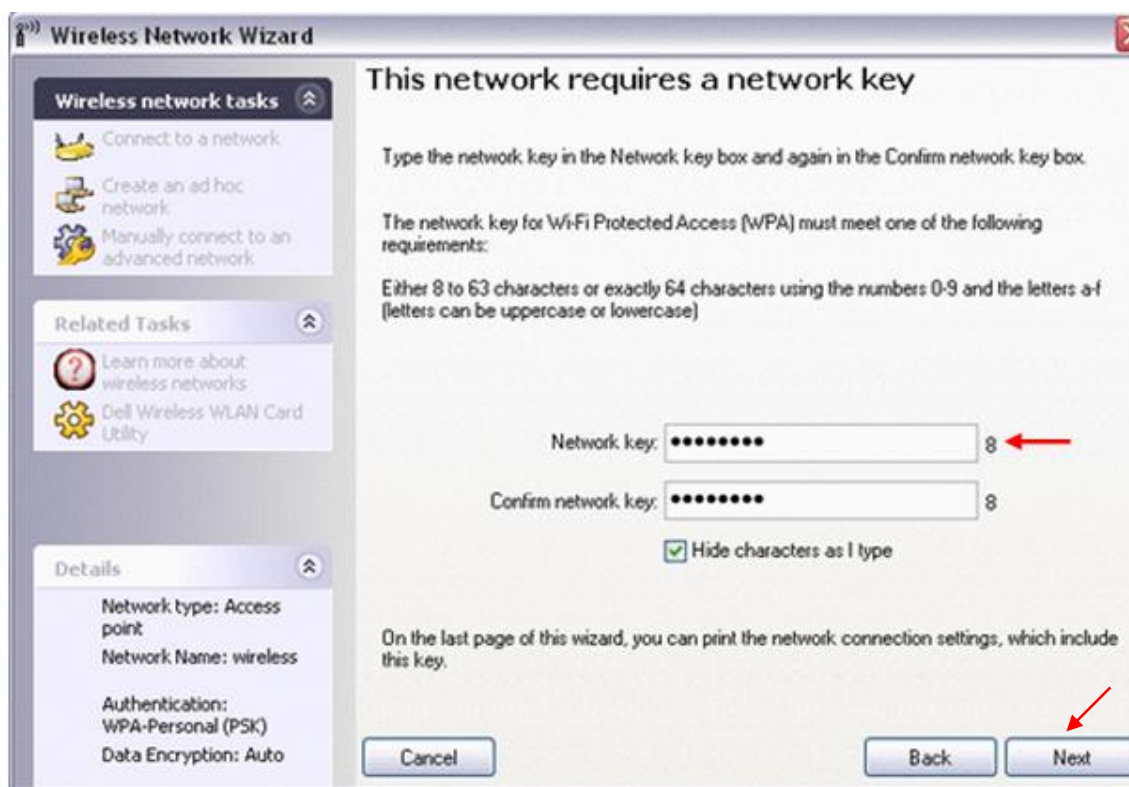 Wireless Network Wizard
Wireless network tasks
Connect to a network
Create an ad hoc
network
Manually connect to an
advanced network
Related Tasks
Learn more about
wireless networks
Dell Wireless WLAN Card
Utility
Details
Network type: Access
point
Network Name: wireless
Authentication:
WPA-Personal (PSK)
Data Encryption: Auto
This network requires a network key
Type the network key in the Network key box and again in the Confirm network key box.
The network key for Wi-Fi Protected Access (WPA) must meet one of the following
requirements:
Either 8 to 63 characters or exactly 64 characters using the numbers 0-9 and the letters a-f
(letters can be uppercase or lowercase)
Network key: •••••••• 8
Confirm network key: •••••••• 8
Hide characters as I type
On the last page of this wizard, you can print the network connection settings, which include
this key.
Cancel Back Next